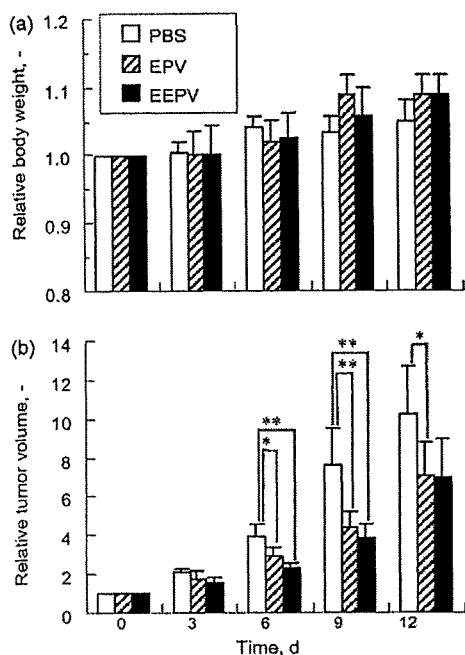 (a)
1.2
1.1
1.0
0.9
0.8
Relative body weight, -
PBS
EPV
EEPV
(b)
14
12
10
8
6
4
2
0
Relative tumor volume, -
**
*
**
**
*
0 3 6 9 12
Time, d